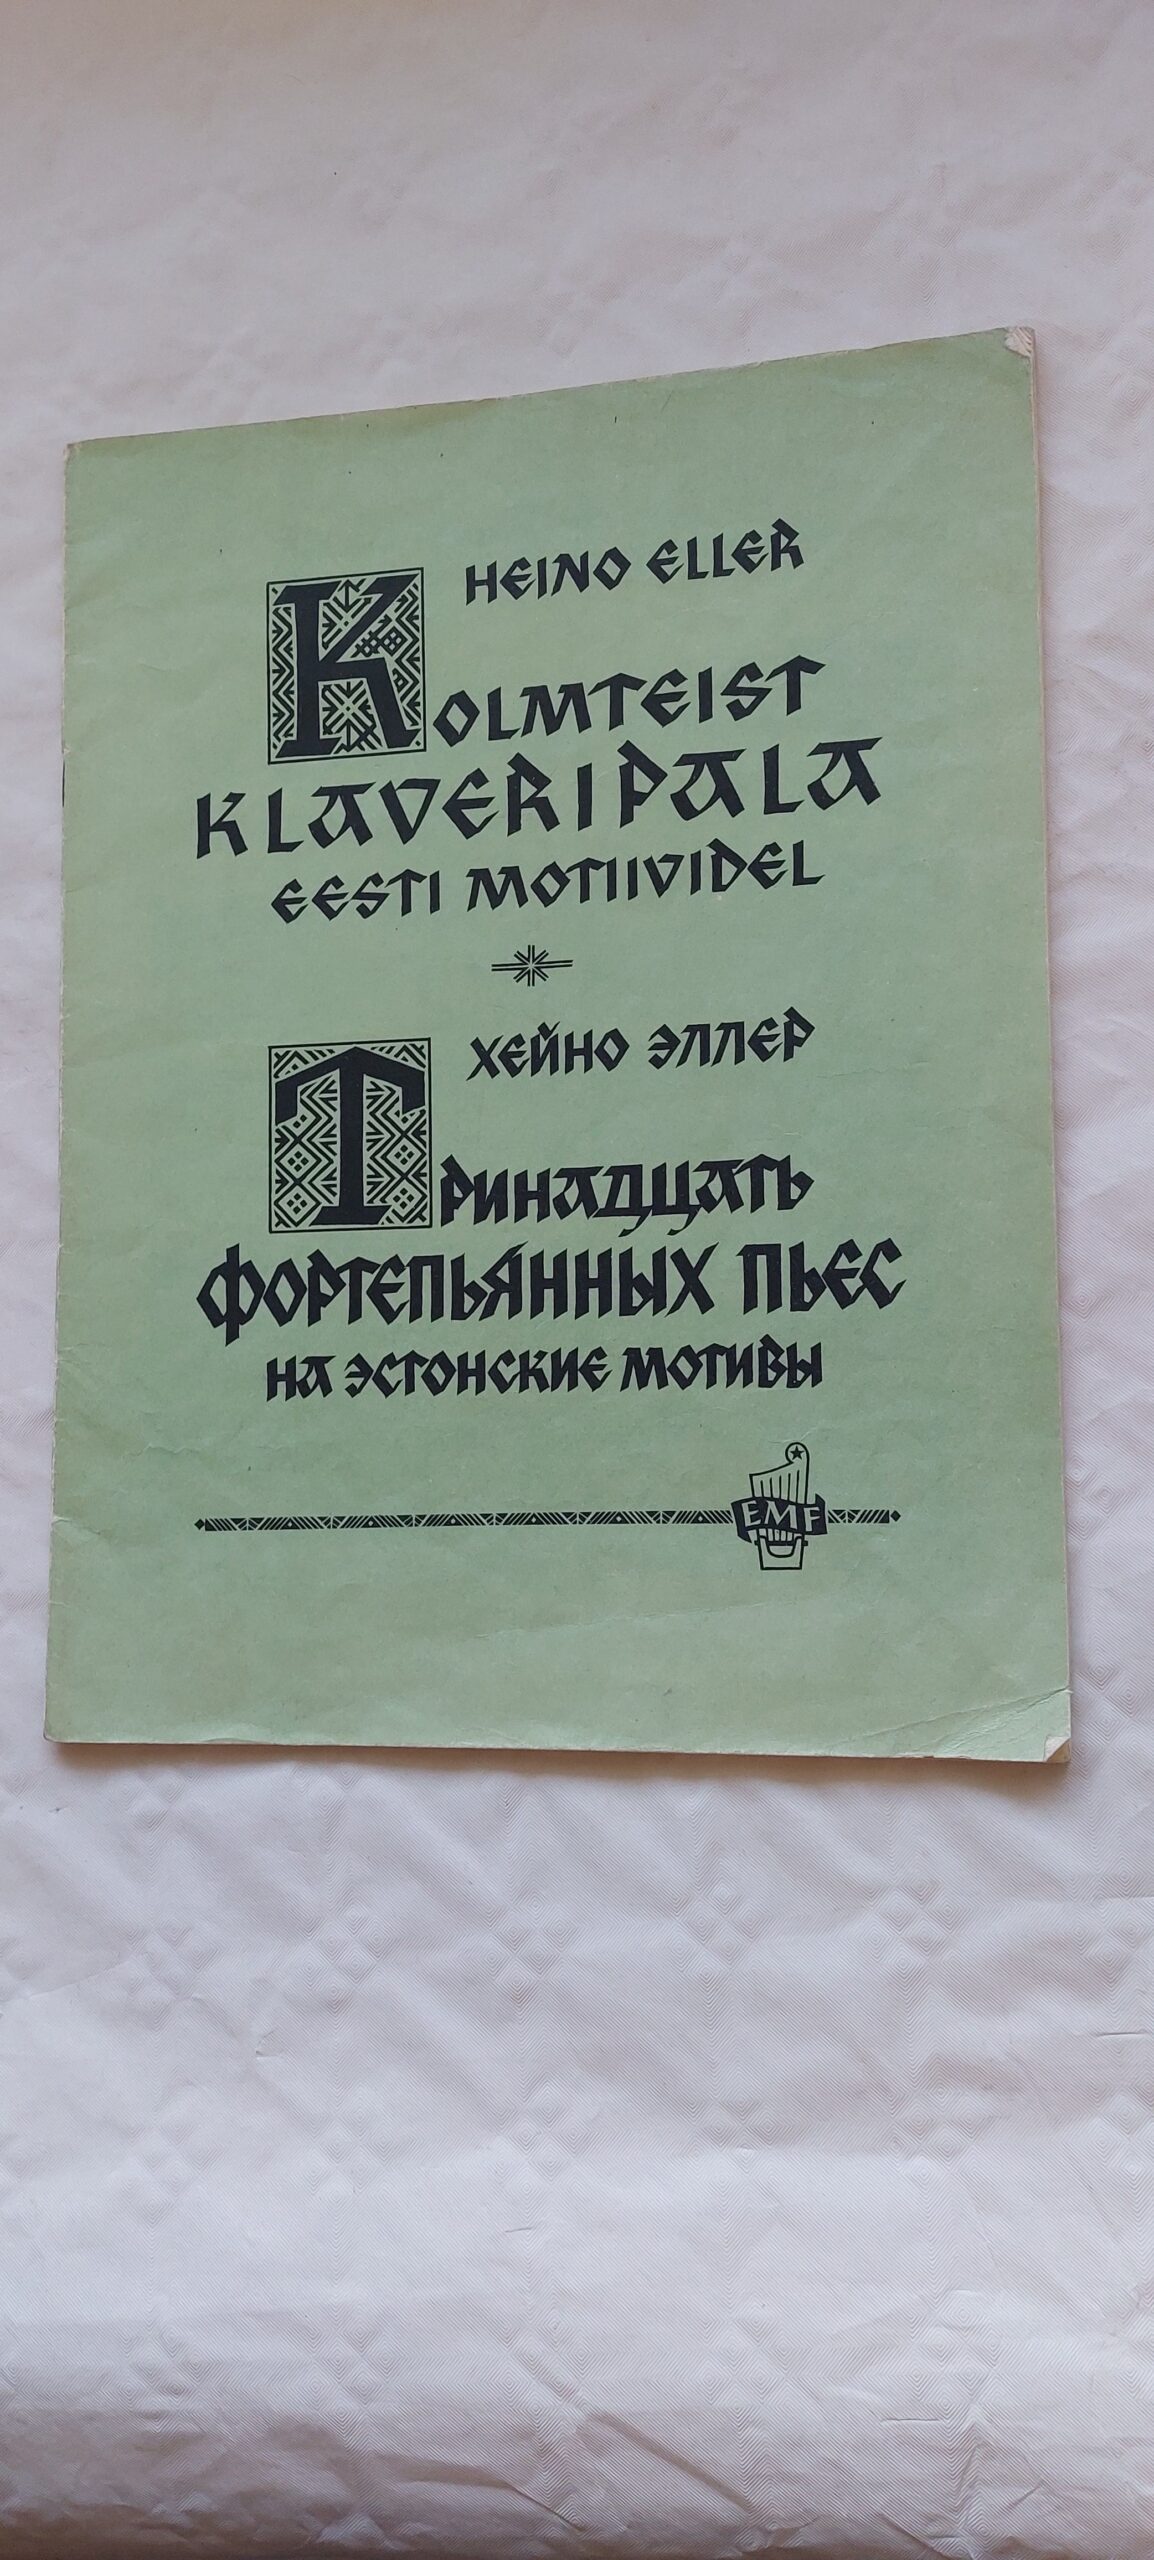 HEINO ELLER
KOLMTEIST
KLAVERIPALA
EESTI MOTIIVIDEL
ХЕЙНО ЭЛЛЕР
ТРИНАДЦАТЬ
ФОРТЕПЬЯННЫХ ПЬЕС
НА ЭСТОНСКИЕ МОТИВЫ
EMF